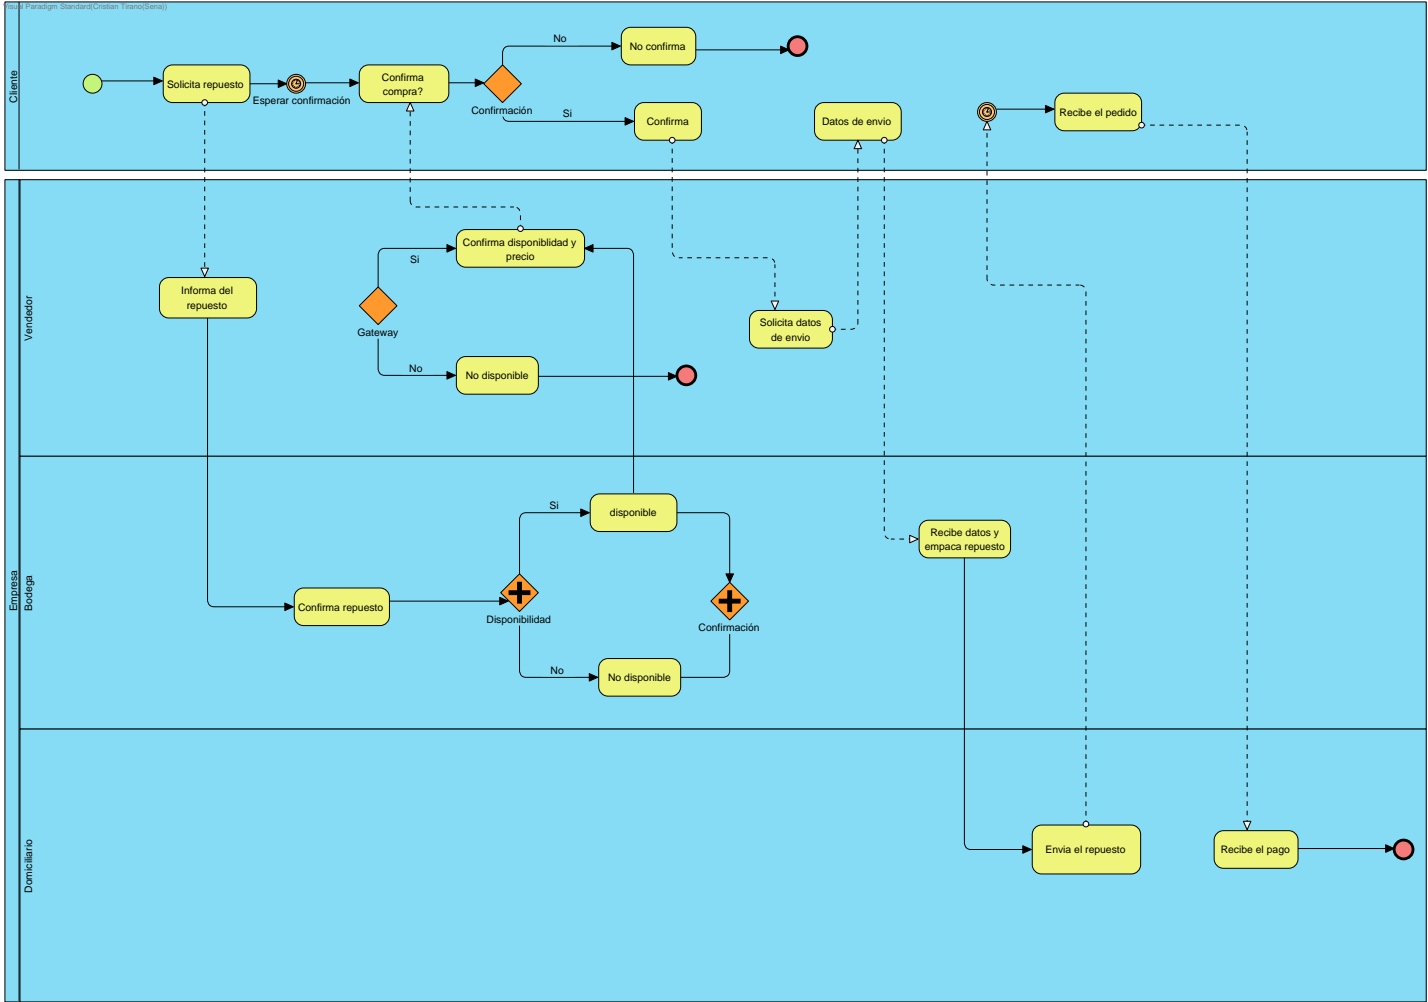 Visual Paradigm Standard(Cristian Tirano(Sena))
Cliente
Solicita repuesto
Esperar confirmación
Confirma
compra?
Confirmación
No
No confirma
Si
Confirma
Datos de envio
Recibe el pedido
Empresa
Vendedor
Informa del
repuesto
Gateway
Si
Confirma disponiblidad y
precio
No
No disponible
Solicita datos
de envio
Bodega
Confirma repuesto
Disponibilidad
Si
disponible
No
No disponible
Confirmación
Recibe datos y
empaca repuesto
Domiciliario
Envia el repuesto
Recibe el pago